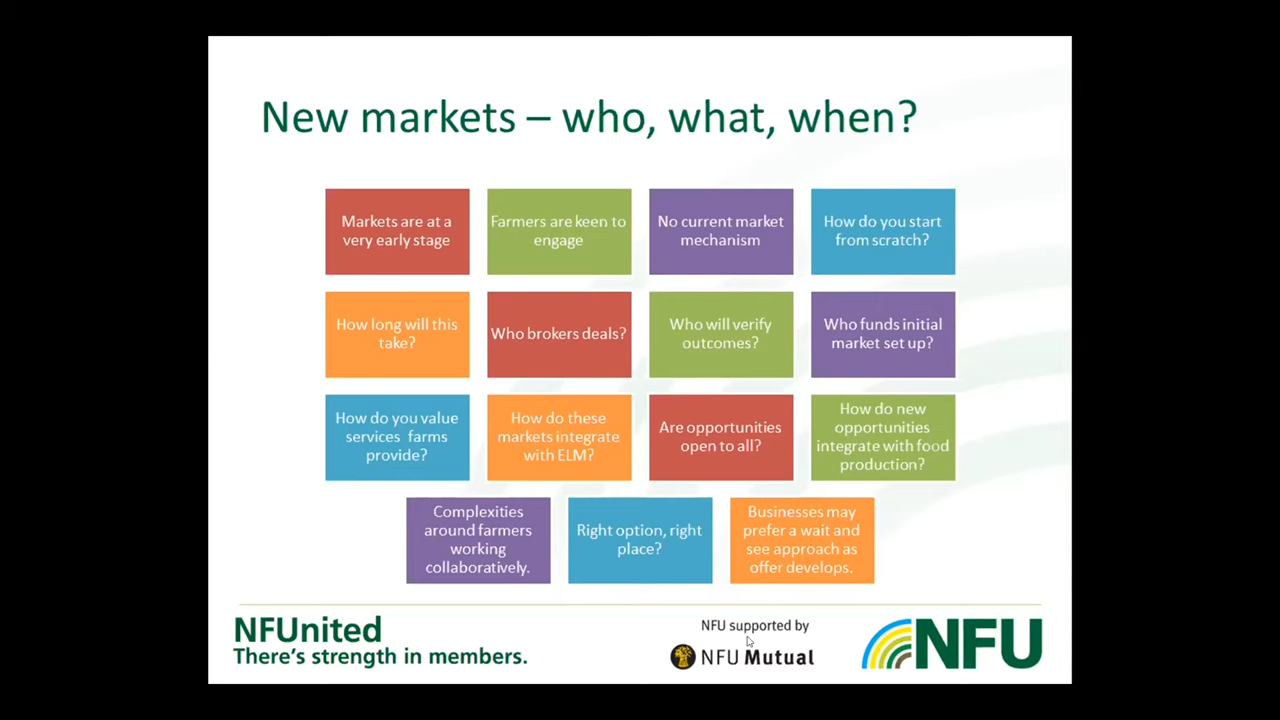 New markets – who, what, when?
Markets are at a
very early stage
Farmers are keen to
engage
No current market
mechanism
How do you start
from scratch?
How long will this
take?
Who brokers deals?
Who will verify
outcomes?
Who funds initial
market set up?
How do you value
services farms
provide?
How do these
markets integrate
with ELM?
Are opportunities
open to all?
How do new
opportunities
integrate with food
production?
Complexities
around farmers
working
collaboratively.
Right option, right
place?
Businesses may
prefer a wait and
see approach as
offer develops.
NFUnited
There's strength in members.
NFU supported by
NFU Mutual
NFU